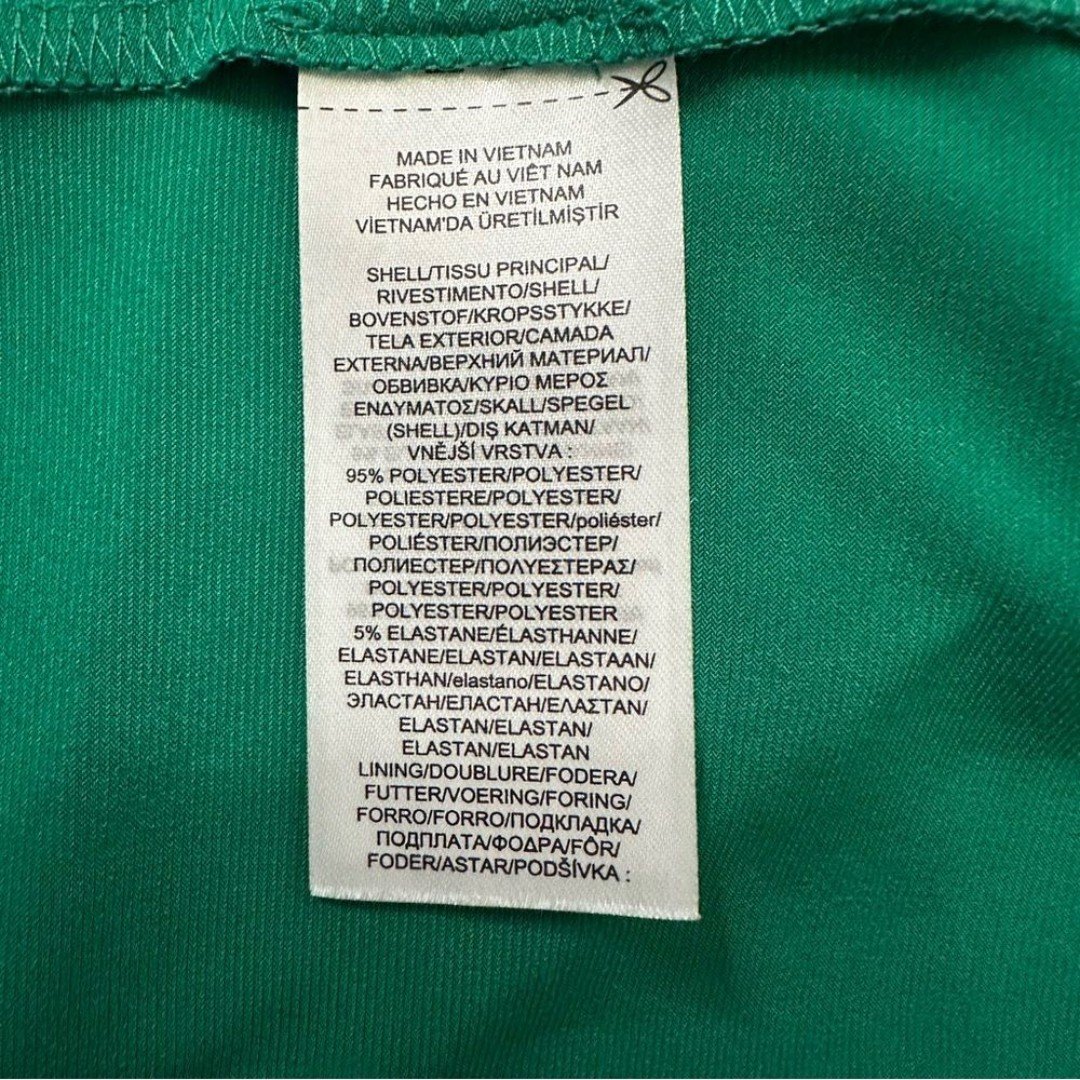 MADE IN VIETNAM
FABRIQUÉ AU VIÊT NAM
HECHO EN VIETNAM
VİETNAM'DA ÜRETİLMİŞTİR
SHELL/TISSU PRINCIPAL/
RIVESTIMENTO/SHELL/
BOVENSTOF/KROPSSTYKKE/
TELA EXTERIOR/CAMADA
EXTERNA/ВЕРХНИЙ МАТЕРИАЛ/
ОБВИВКА/ΚΥΡΙΟ ΜΕΡΟΣ
ΕΝΔΥΜΑΤΟΣ/SKALL/SPEGEL
(SHELL)/DIŞ KATMAN/
VNĚJŠÍ VRSTVA :
95% POLYESTER/POLYESTER/
POLIESTERE/POLYESTER/
POLYESTER/POLYESTER/poliéster/
POLIÉSTER/ПОЛИЭСТЕР/
ПОЛИЕСТЕР/ΠΟΛΥΕΣΤΕΡΑΣ/
POLYESTER/POLYESTER/
POLYESTER/POLYESTER
5% ELASTANE/ÉLASTHANNE/
ELASTANE/ELASTAN/ELASTAAN/
ELASTHAN/elastano/ELASTANO/
ЭЛАСТАН/ЕЛАСТАН/ΕΛΑΣΤΑΝ/
ELASTAN/ELASTAN/
ELASTAN/ELASTAN
LINING/DOUBLURE/FODERA/
FUTTER/VOERING/FORING/
FORRO/FORRO/ПОДКЛАДКА/
ПОДПЛАТА/ΦΟΔΡΑ/FÔR/
FODER/ASTAR/PODŠÍVKA :